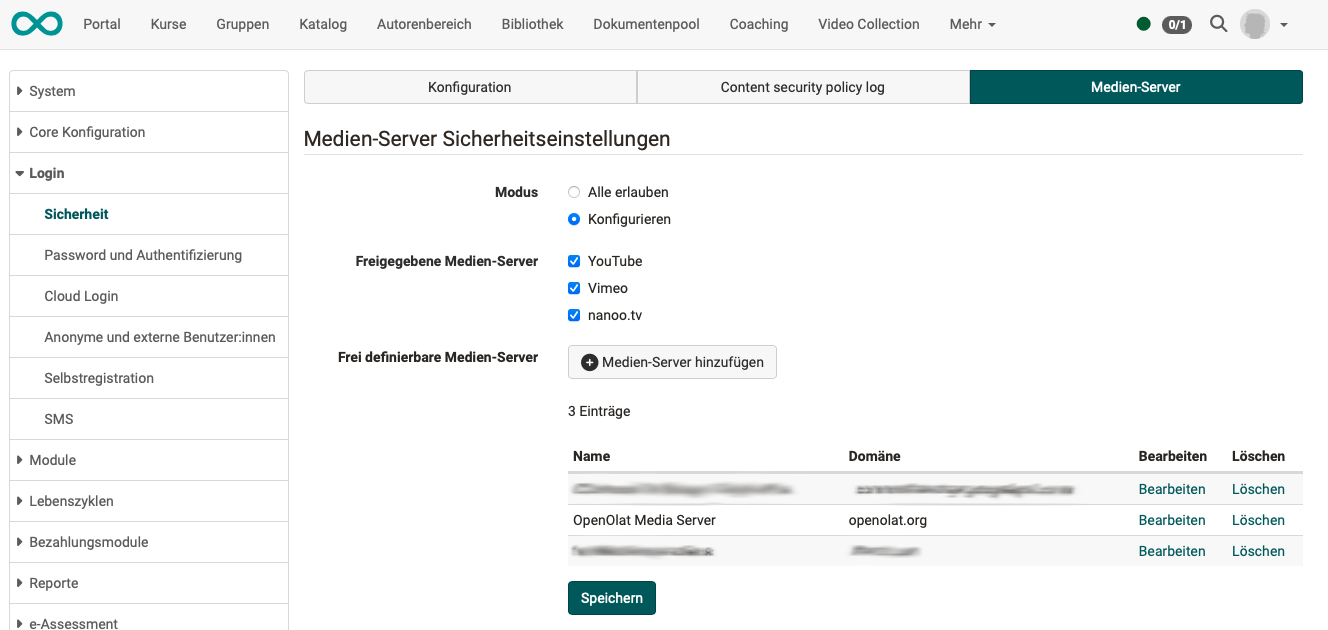 Portal Kurse Gruppen Katalog Autorenbereich Bibliothek Dokumentenpool Coaching Video Collection Mehr 0/1
System
Core Konfiguration
Login
Sicherheit
Password und Authentifizierung
Cloud Login
Anonyme und externe Benutzer:innen
Selbstregistration
SMS
Module
Lebenszyklen
Bezahlungsmodule
Reporte
e-Assessment
Konfiguration Content security policy log Medien-Server
Medien-Server Sicherheitseinstellungen
Modus Alle erlauben
Konfigurieren
Freigegebene Medien-Server YouTube
Vimeo
nanoo.tv
Frei definierbare Medien-Server Medien-Server hinzufügen
3 Einträge
Name Domäne Bearbeiten Löschen
Bearbeiten Löschen
OpenOlat Media Server openolat.org Bearbeiten Löschen
Bearbeiten Löschen
Speichern